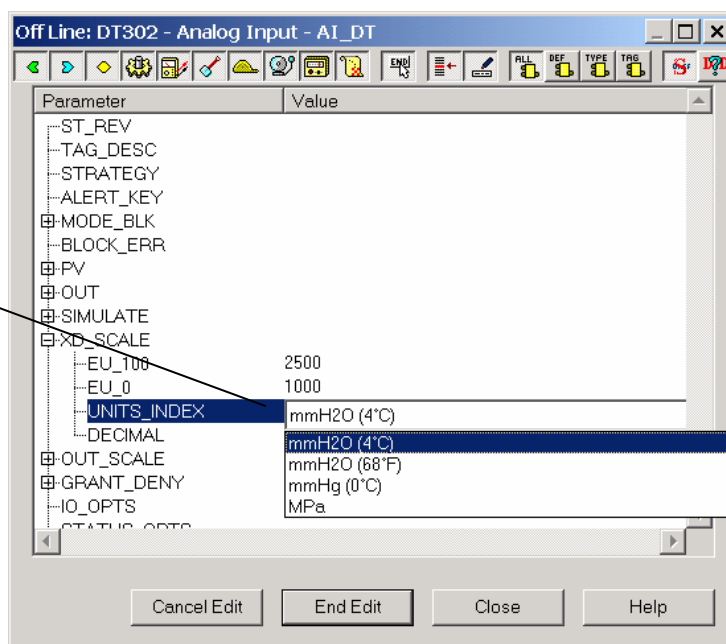 Off Line: DT302 - Analog Input - AI_DT
END ALL DEF TYPE TAG
Parameter Value
ST_REV
TAG_DESC
STRATEGY
ALERT_KEY
MODE_BLK
BLOCK_ERR
PV
OUT
SIMULATE
XD_SCALE
EU_100 2500
EU_0 1000
UNITS_INDEX mmH2O (4°C)
DECIMAL mmH2O (4°C)
OUT_SCALE mmH2O (68°F)
GRANT_DENY mmHg (0°C)
IO_OPTS MPa
STATUS_OPTS
Cancel Edit End Edit Close Help